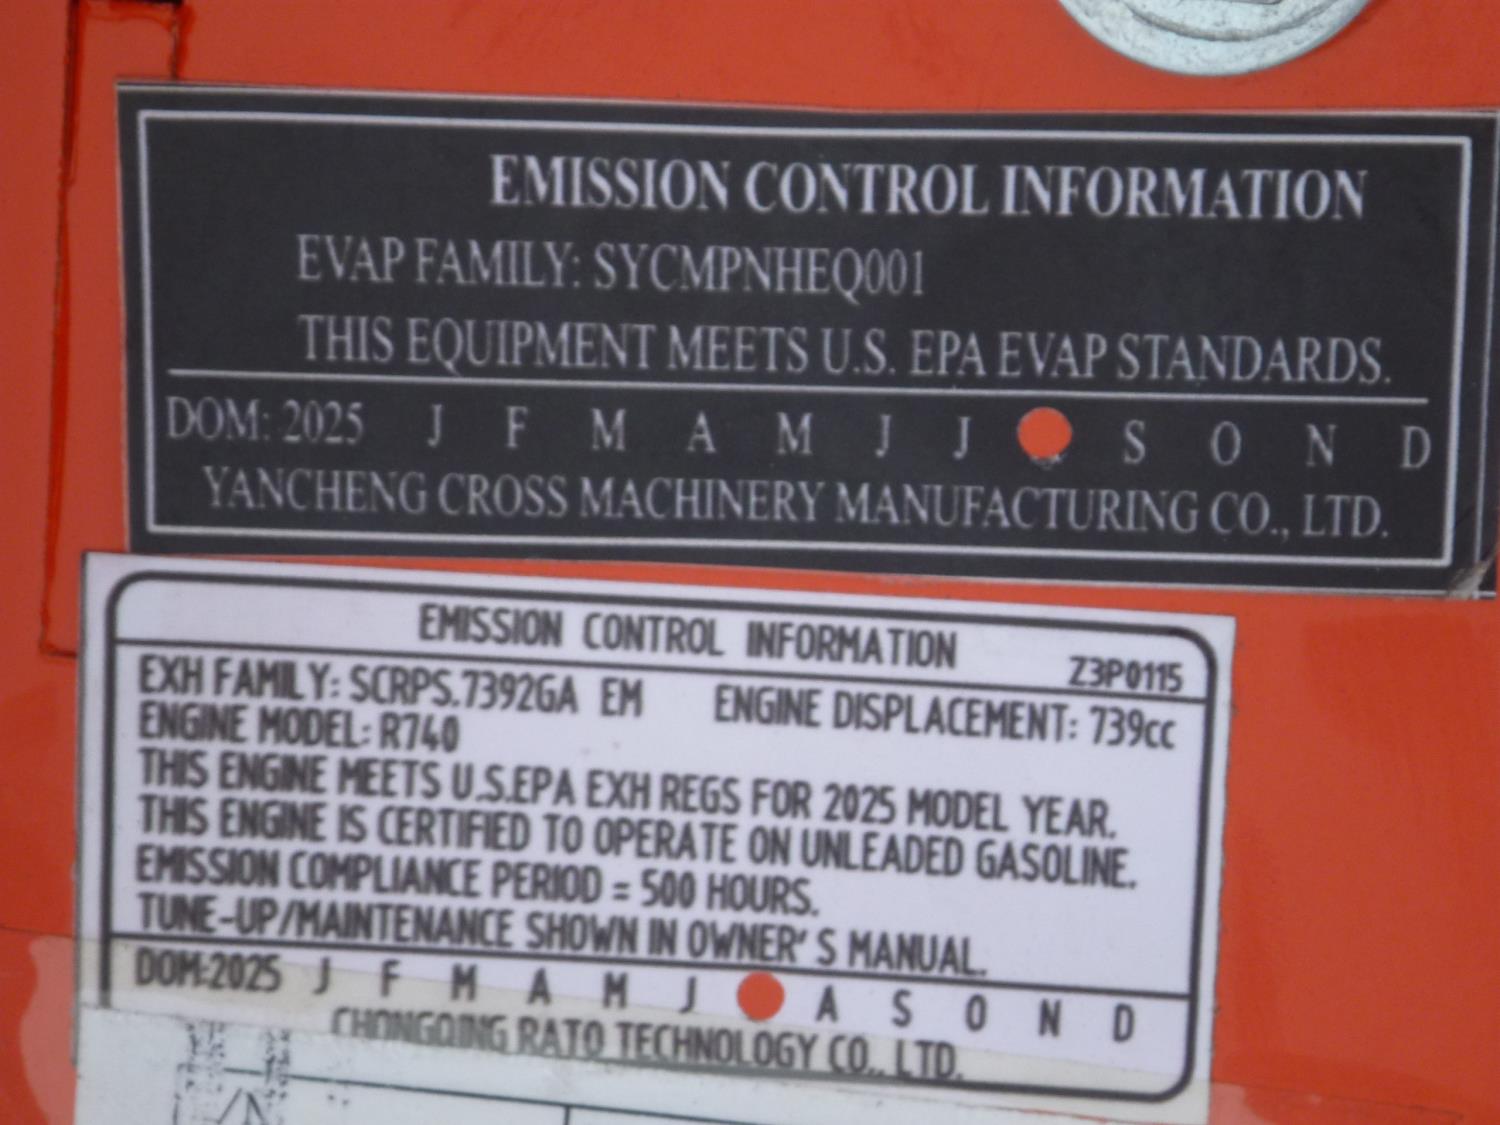 EMISSION CONTROL INFORMATION
EVAP FAMILY: SYCMPNHEQ001
THIS EQUIPMENT MEETS U.S. EPA EVAP STANDARDS.
DOM: 2025 J F M A M J J S O N D
YANCHENG CROSS MACHINERY MANUFACTURING CO., LTD.
EMISSION CONTROL INFORMATION
Z3P0115
EXH FAMILY: SCRPS.7392GA EM ENGINE DISPLACEMENT: 739cc
ENGINE MODEL: R740
THIS ENGINE MEETS U.S.EPA EXH REGS FOR 2025 MODEL YEAR.
THIS ENGINE IS CERTIFIED TO OPERATE ON UNLEADED GASOLINE.
EMISSION COMPLIANCE PERIOD = 500 HOURS.
TUNE-UP/MAINTENANCE SHOWN IN OWNER' S MANUAL.
DOM:2025 J F M A M J A S O N D
CHONGQING RATO TECHNOLOGY CO., LTD.